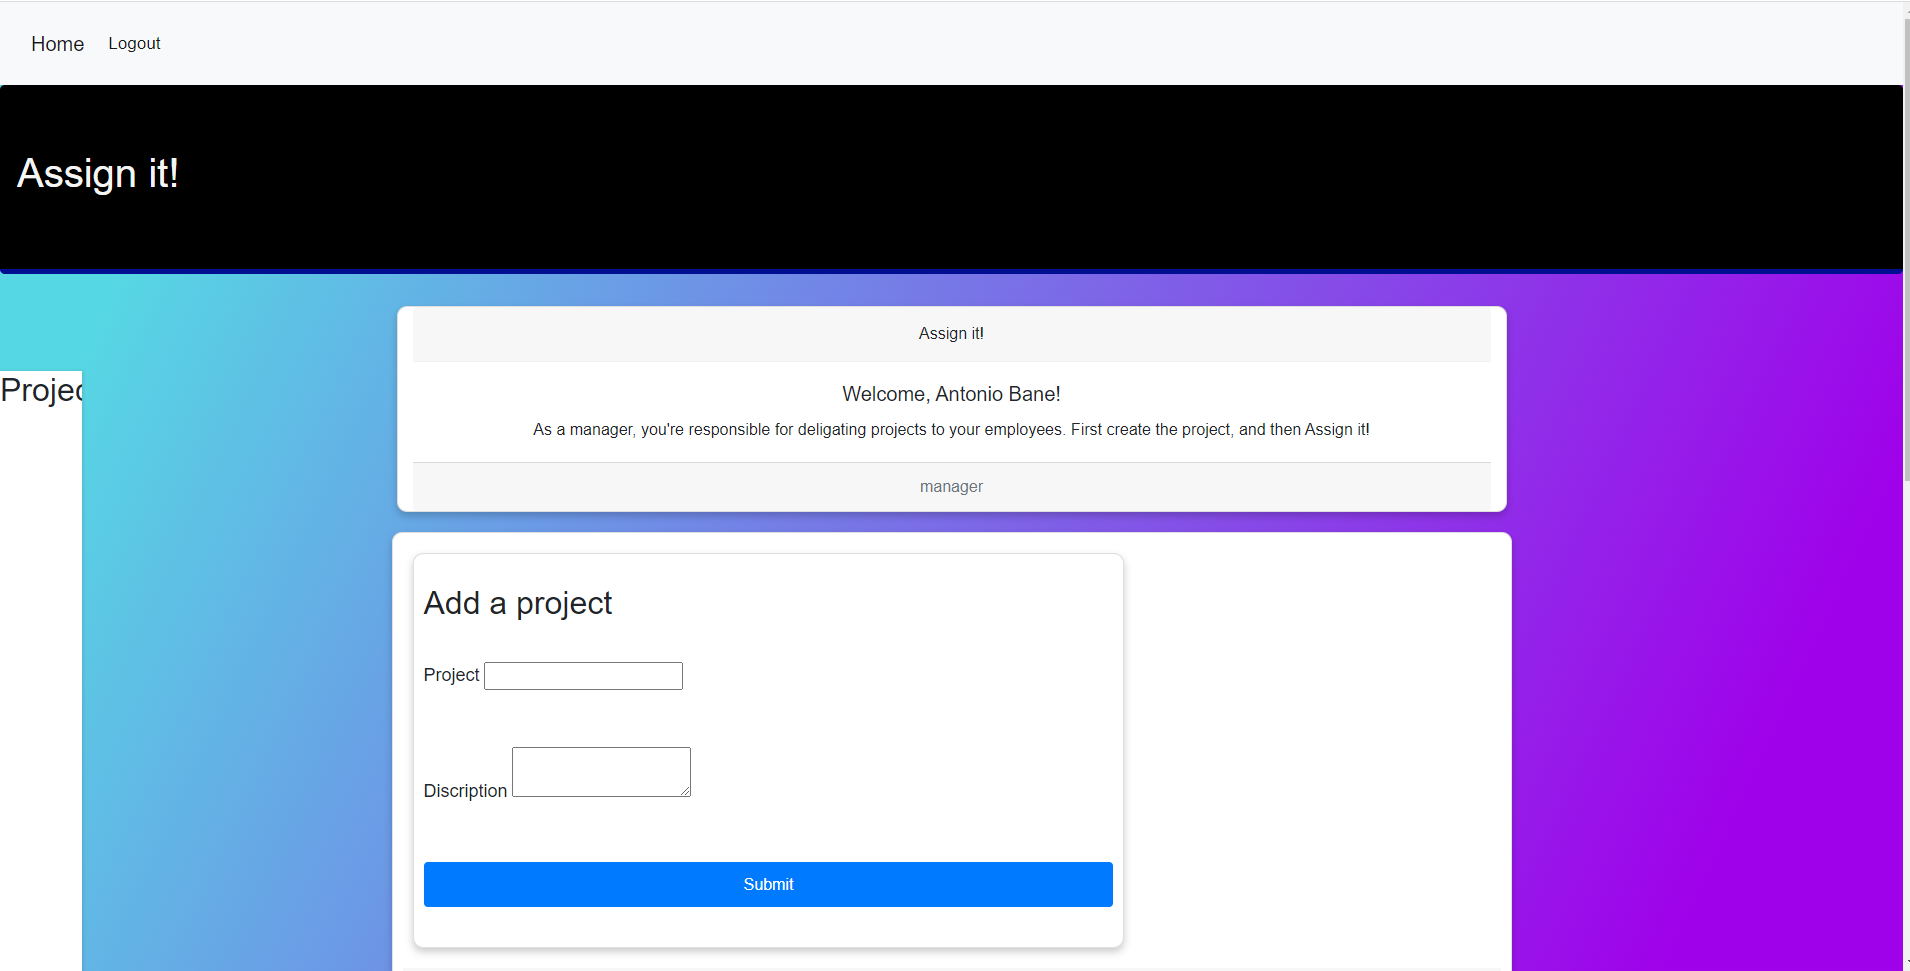 Home Logout
Assign it!
Assign it!
Projec
Welcome, Antonio Bane!
As a manager, you're responsible for deligating projects to your employees. First create the project, and then Assign it!
manager
Add a project
Project
Discription
Submit